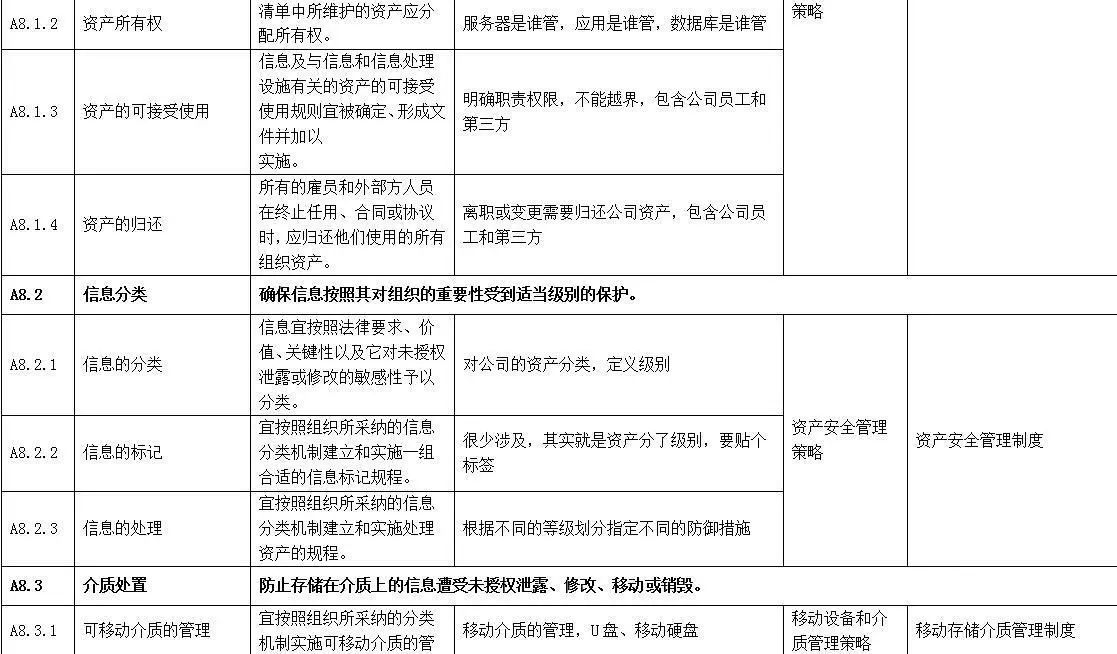 A8.1.2
资产所有权
清单中所维护的资产应分
配所有权。
服务器是谁管，应用是谁管，数据库是谁管
策略
A8.1.3
资产的可接受使用
信息及与信息和信息处理
设施有关的资产的可接受
使用规则宜被确定、形成文
件并加以
实施。
明确职责权限，不能越界，包含公司员工和
第三方
A8.1.4
资产的归还
所有的雇员和外部方人员
在终止任用、合同或协议
时，应归还他们使用的所有
组织资产。
离职或变更需要归还公司资产，包含公司员
工和第三方
A8.2
信息分类
确保信息按照其对组织的重要性受到适当级别的保护。
A8.2.1
信息的分类
信息宜按照法律要求、价
值、关键性以及它对未授权
泄露或修改的敏感性予以
分类。
对公司的资产分类，定义级别
资产安全管理
策略
资产安全管理制度
A8.2.2
信息的标记
宜按照组织所采纳的信息
分类机制建立和实施一组
合适的信息标记规程。
很少涉及，其实就是资产分了级别，要贴个
标签
A8.2.3
信息的处理
宜按照组织所采纳的信息
分类机制建立和实施处理
资产的规程。
根据不同的等级划分指定不同的防御措施
A8.3
介质处置
防止存储在介质上的信息遭受未授权泄露、修改、移动或销毁。
A8.3.1
可移动介质的管理
宜按照组织所采纳的分类
机制实施可移动介质的管
移动介质的管理，U盘、移动硬盘
移动设备和介
质管理策略
移动存储介质管理制度